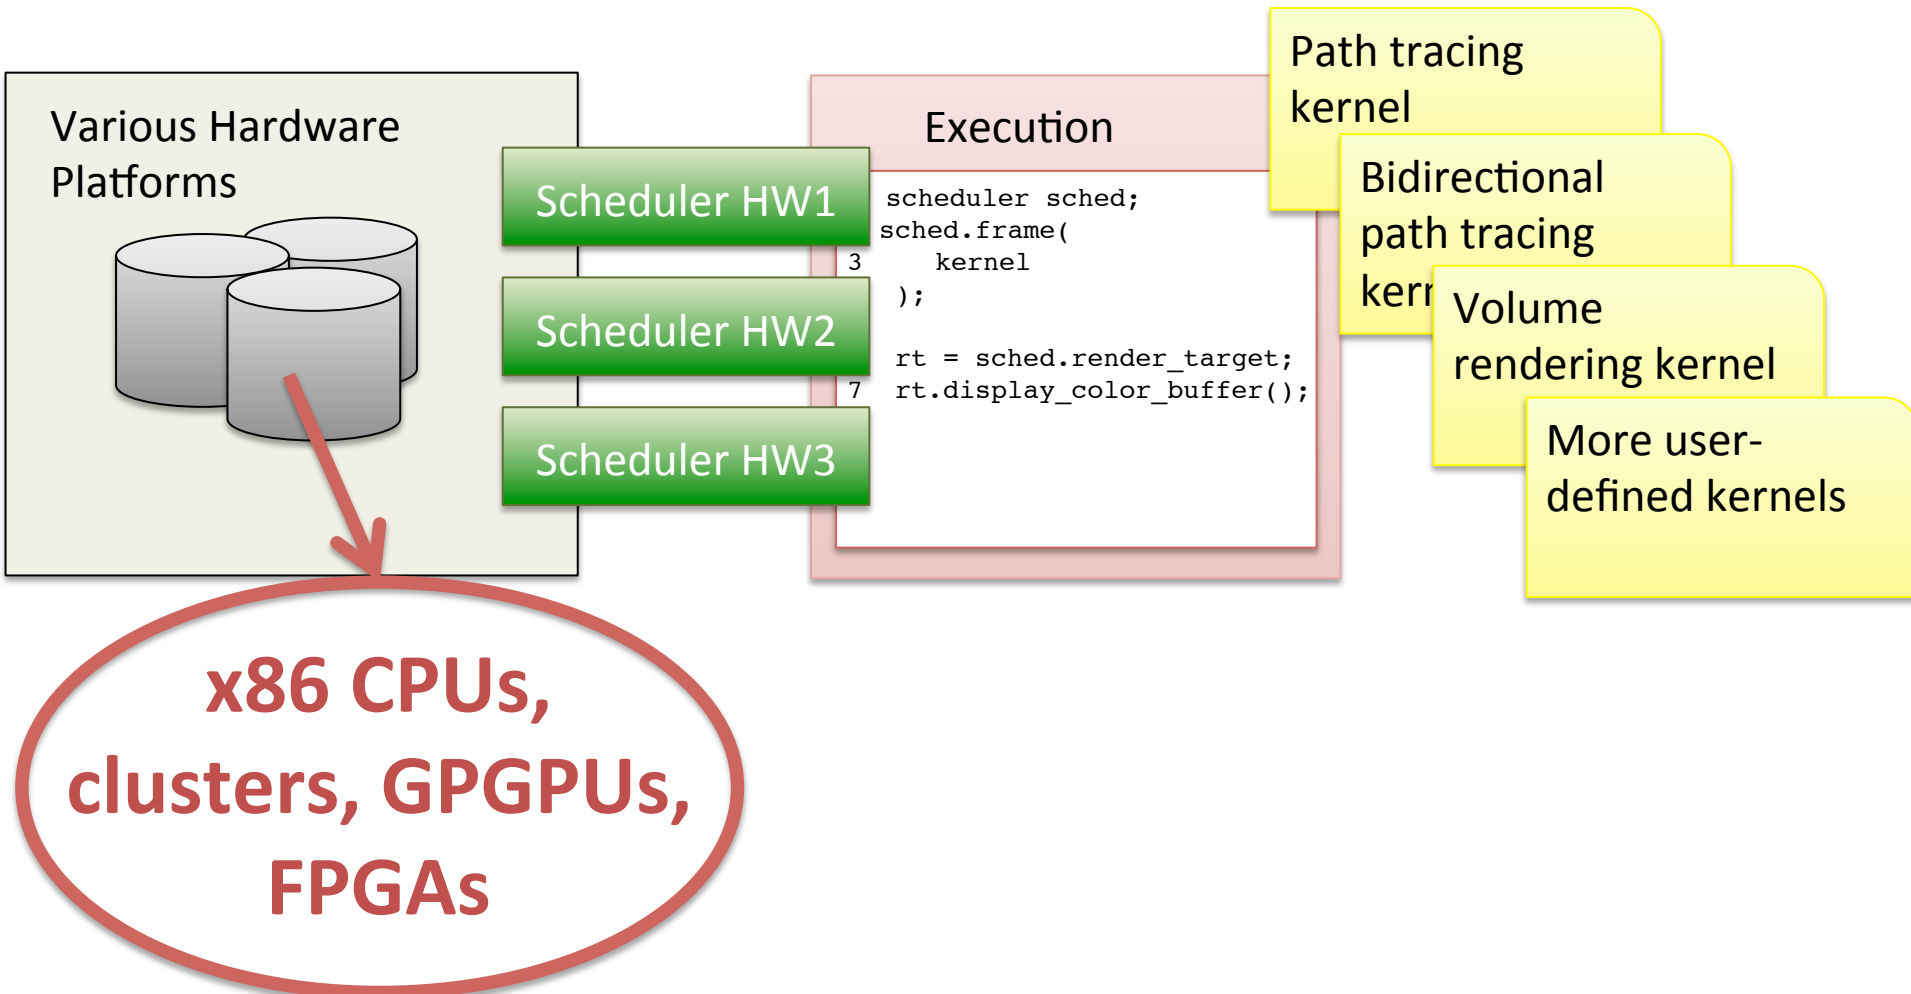 Various Hardware
Platforms
Scheduler HW1
Scheduler HW2
Scheduler HW3
Execution
scheduler sched;
sched.frame(
3 kernel
);
rt = sched.render_target;
7 rt.display_color_buffer();
Path tracing
kernel
Bidirectional
path tracing
Volume
rendering kernel
More user-
defined kernels
x86 CPUs,
clusters, GPGPUs,
FPGAs